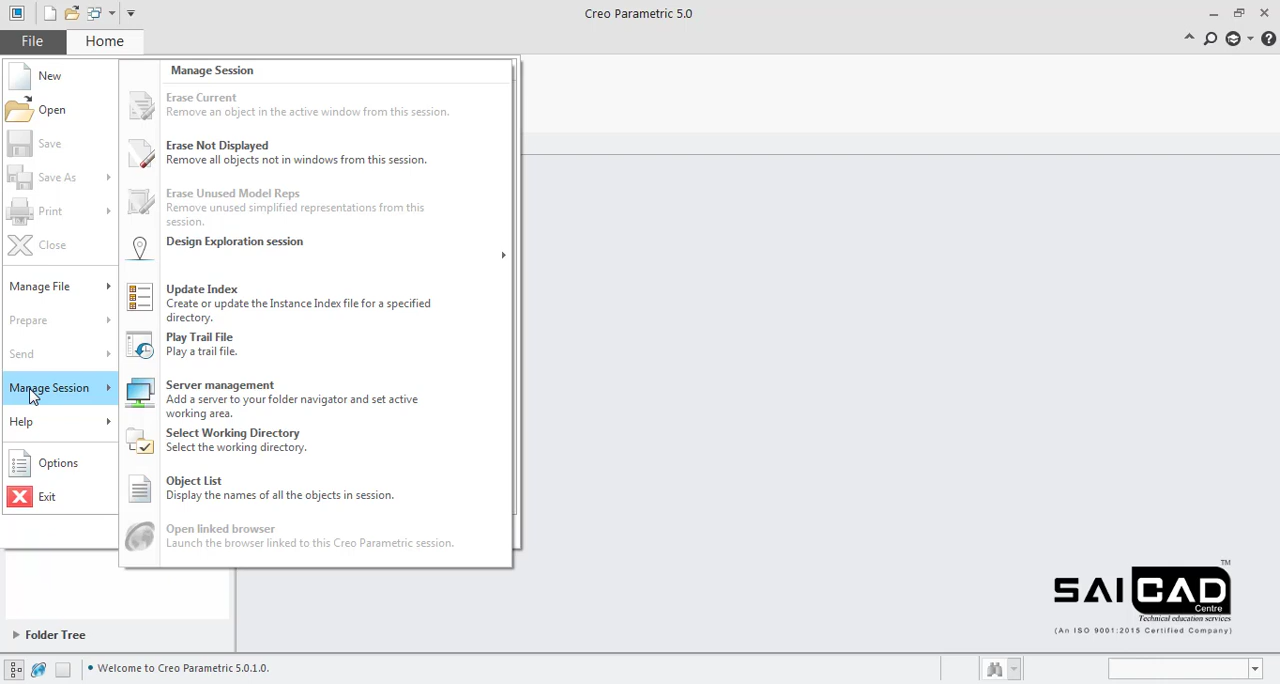 Creo Parametric 5.0
File
Home
New
Open
Save
Save As
Print
Close
Manage File
Prepare
Send
Manage Session
Help
Options
Exit
Manage Session
Erase Current
Remove an object in the active window from this session.
Erase Not Displayed
Remove all objects not in windows from this session.
Erase Unused Model Reps
Remove unused simplified representations from this
session.
Design Exploration session
Update Index
Create or update the Instance Index file for a specified
directory.
Play Trail File
Play a trail file.
Server management
Add a server to your folder navigator and set active
working area.
Select Working Directory
Select the working directory.
Object List
Display the names of all the objects in session.
Open linked browser
Launch the browser linked to this Creo Parametric session.
Folder Tree
SAICAD
TM
Centre
Technical education services
(An ISO 9001:2015 Certified Company)
• Welcome to Creo Parametric 5.0.1.0.